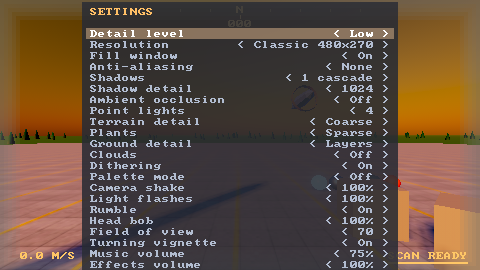 SETTINGS
N
000
Detail level < Low >
Resolution < Classic 480x270 >
Fill window < On >
Anti-aliasing < None >
Shadows < 1 cascade >
Shadow detail < 1024 >
Ambient occlusion < Off >
Point lights < 4 >
Terrain detail < Coarse >
Plants < Sparse >
Ground detail < Layers >
Clouds < Off >
Dithering < On >
Palette mode < Off >
Camera shake < 100% >
Light flashes < 100% >
Rumble < On >
Head bob < 100% >
Field of view < 70 >
Turning vignette < On >
Music volume < 75% >
Effects volume < 100% >
0.0 M/S
CAN READY